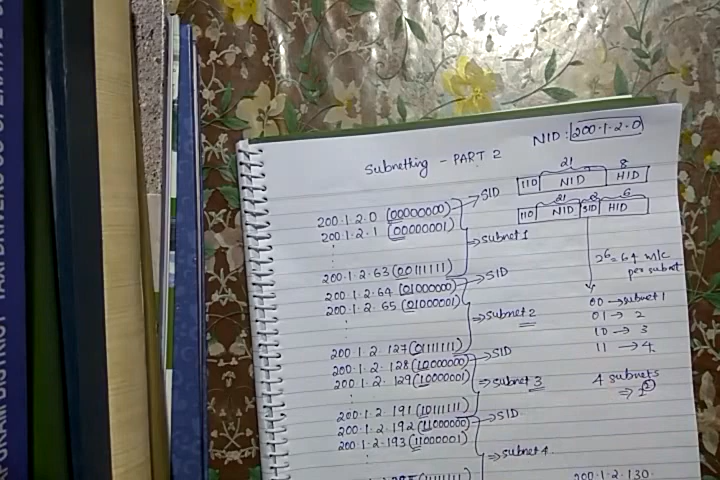 Subnetting - PART 2
NID: 200.1.2.0
21 8
110 NID HID
21 2 6
110 NID SID HID
200.1.2.0 (00000000) → SID
200.1.2.1 (00000001)
⇒ subnet 1
200.1.2.63 (00111111)
200.1.2.64 (01000000) → SID
200.1.2.65 (01000001)
⇒ subnet 2
200.1.2.127 (01111111)
200.1.2.128 (10000000) → SID
200.1.2.129 (10000001)
⇒ subnet 3
200.1.2.191 (10111111)
200.1.2.192 (11000000) → SID
200.1.2.193 (11000001)
⇒ subnet 4.
2^6 = 64 m/c
per subnet
00 → subnet 1
01 → 2
10 → 3
11 → 4
4 subnets
200.1.2.130.